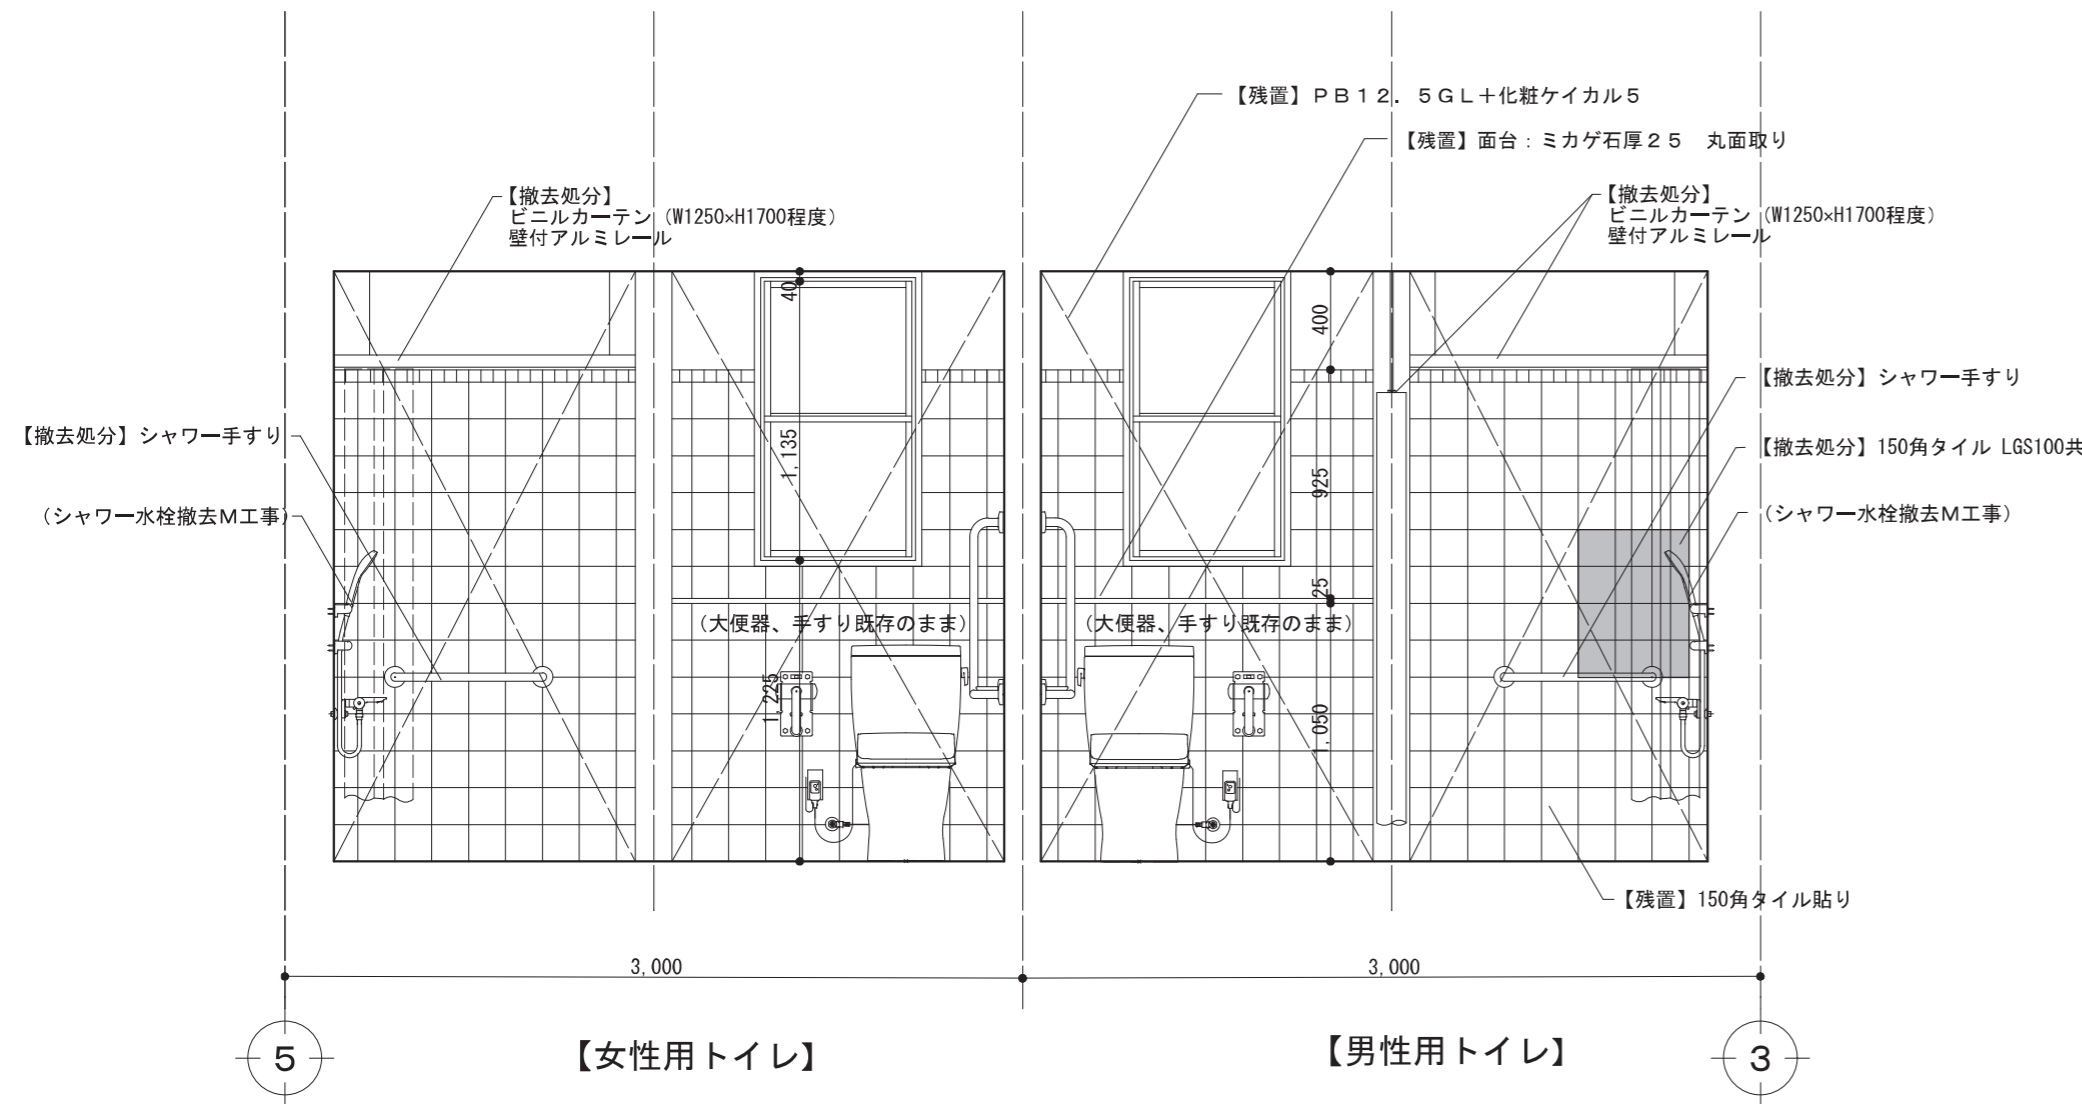 【残置】ＰＢ１２．５ＧＬ＋化粧ケイカル５
【残置】面台：ミカゲ石厚２５　丸面取り
【撤去処分】
ビニルカーテン（W1250×H1700程度）
壁付アルミレール
【撤去処分】
ビニルカーテン（W1250×H1700程度）
壁付アルミレール
40
400
【撤去処分】シャワー手すり
【撤去処分】シャワー手すり
1,135
925
【撤去処分】150角タイル LGS100共
（シャワー水栓撤去Ｍ工事）
（シャワー水栓撤去Ｍ工事）
25
（大便器、手すり既存のまま）
（大便器、手すり既存のまま）
1,225
1,050
【残置】150角タイル貼り
3,000
3,000
5
【女性用トイレ】
【男性用トイレ】
3